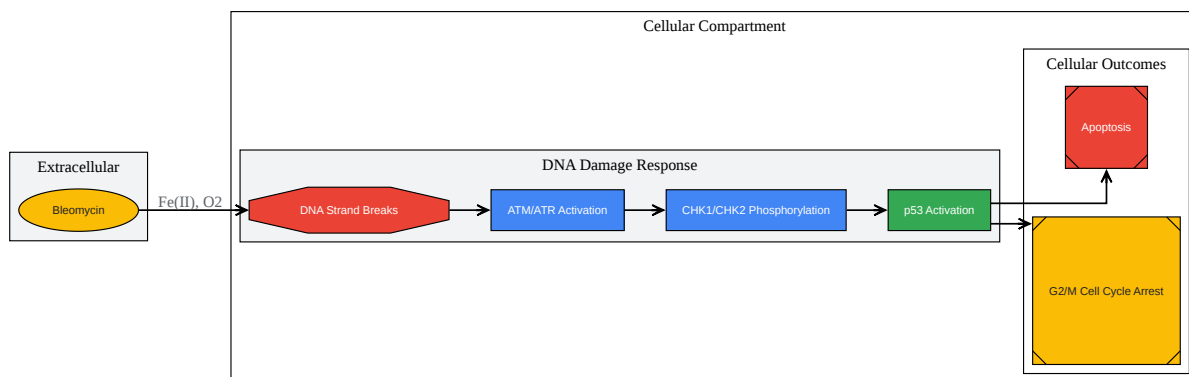 Cellular Compartment
Cellular Outcomes
Apoptosis
DNA Damage Response
Extracellular
Bleomycin
Fe(II), O2
DNA Strand Breaks
ATM/ATR Activation
CHK1/CHK2 Phosphorylation
p53 Activation
G2/M Cell Cycle Arrest